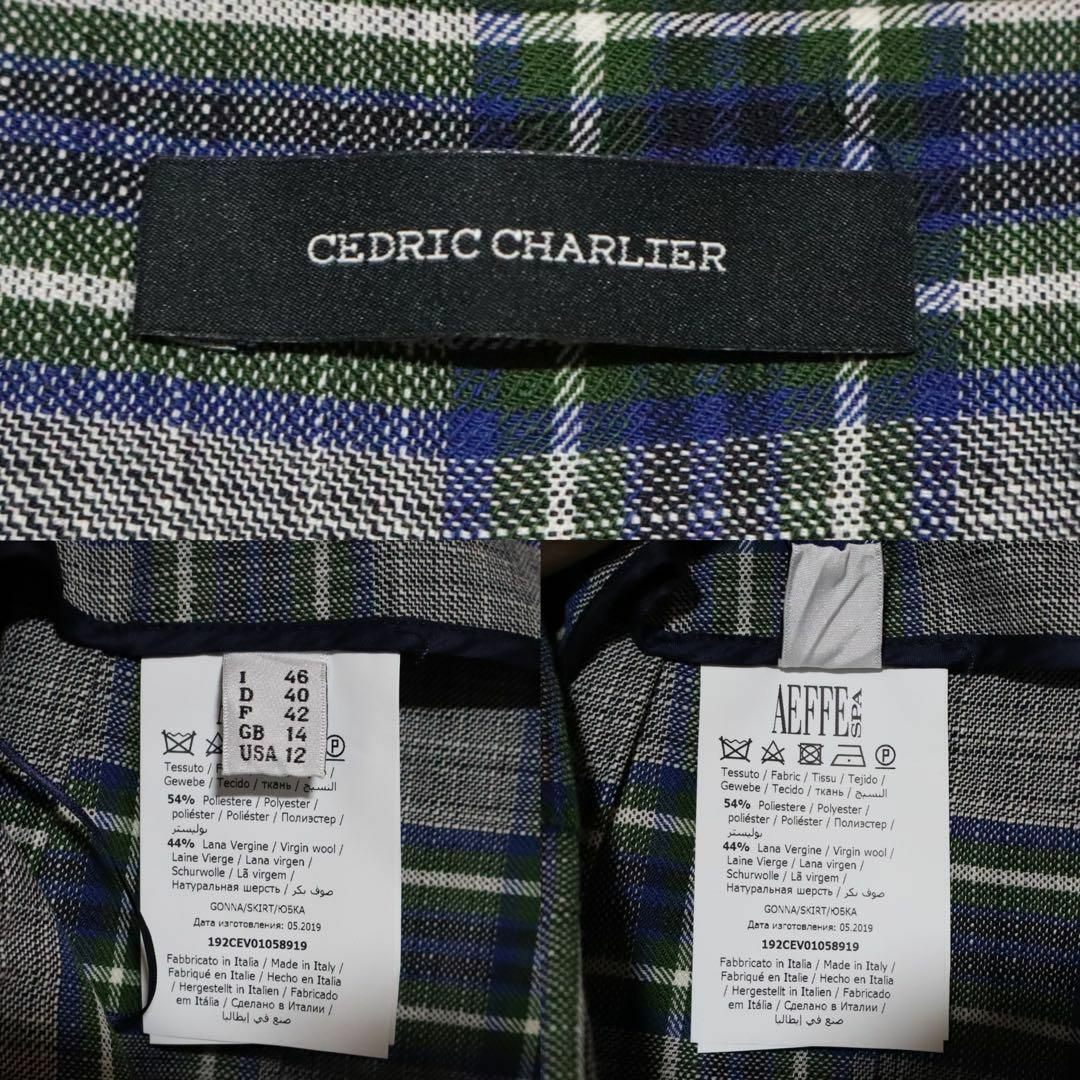 CEDRIC CHARLIER
I 46
D 40
F 42
GB 14
USA 12
P
Tessuto /
Gewebe / Tecido / ткань / النسيج
54% Poliestere / Polyester /
poliéster / Poliéster / Полиэстер /
بوليستر
44% Lana Vergine / Virgin wool /
Laine Vierge / Lana virgen /
Schurwolle / Lã virgem /
Натуральная шерсть / صوف بكر
GONNA/SKIRT/ЮБКА
Дата изготовления: 05.2019
192CEV01058919
Fabbricato in Italia / Made in Italy /
Fabriqué en Italie / Hecho en Italia
/ Hergestellt in Italien / Fabricado
em Itália / Сделано в Италии /
صنع في إيطاليا
AEFFE SPA
P
Tessuto / Fabric / Tissu / Tejido /
Gewebe / Tecido / ткань / النسيج
54% Poliestere / Polyester /
poliéster / Poliéster / Полиэстер /
بوليستر
44% Lana Vergine / Virgin wool /
Laine Vierge / Lana virgen /
Schurwolle / Lã virgem /
Натуральная шерсть / صوف بكر
GONNA/SKIRT/ЮБКА
Дата изготовления: 05.2019
192CEV01058919
Fabbricato in Italia / Made in Italy /
Fabriqué en Italie / Hecho en Italia
/ Hergestellt in Italien / Fabricado
em Itália / Сделано в Италии /
صنع في إيطاليا